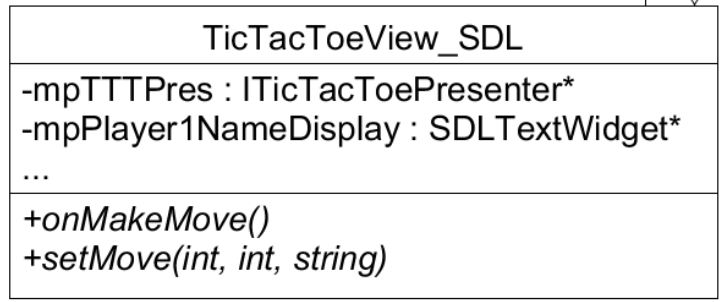 TicTacToeView_SDL
-mpTTTPres : ITicTacToePresenter*
-mpPlayer1NameDisplay : SDLTextWidget*
...
+onMakeMove()
+setMove(int, int, string)